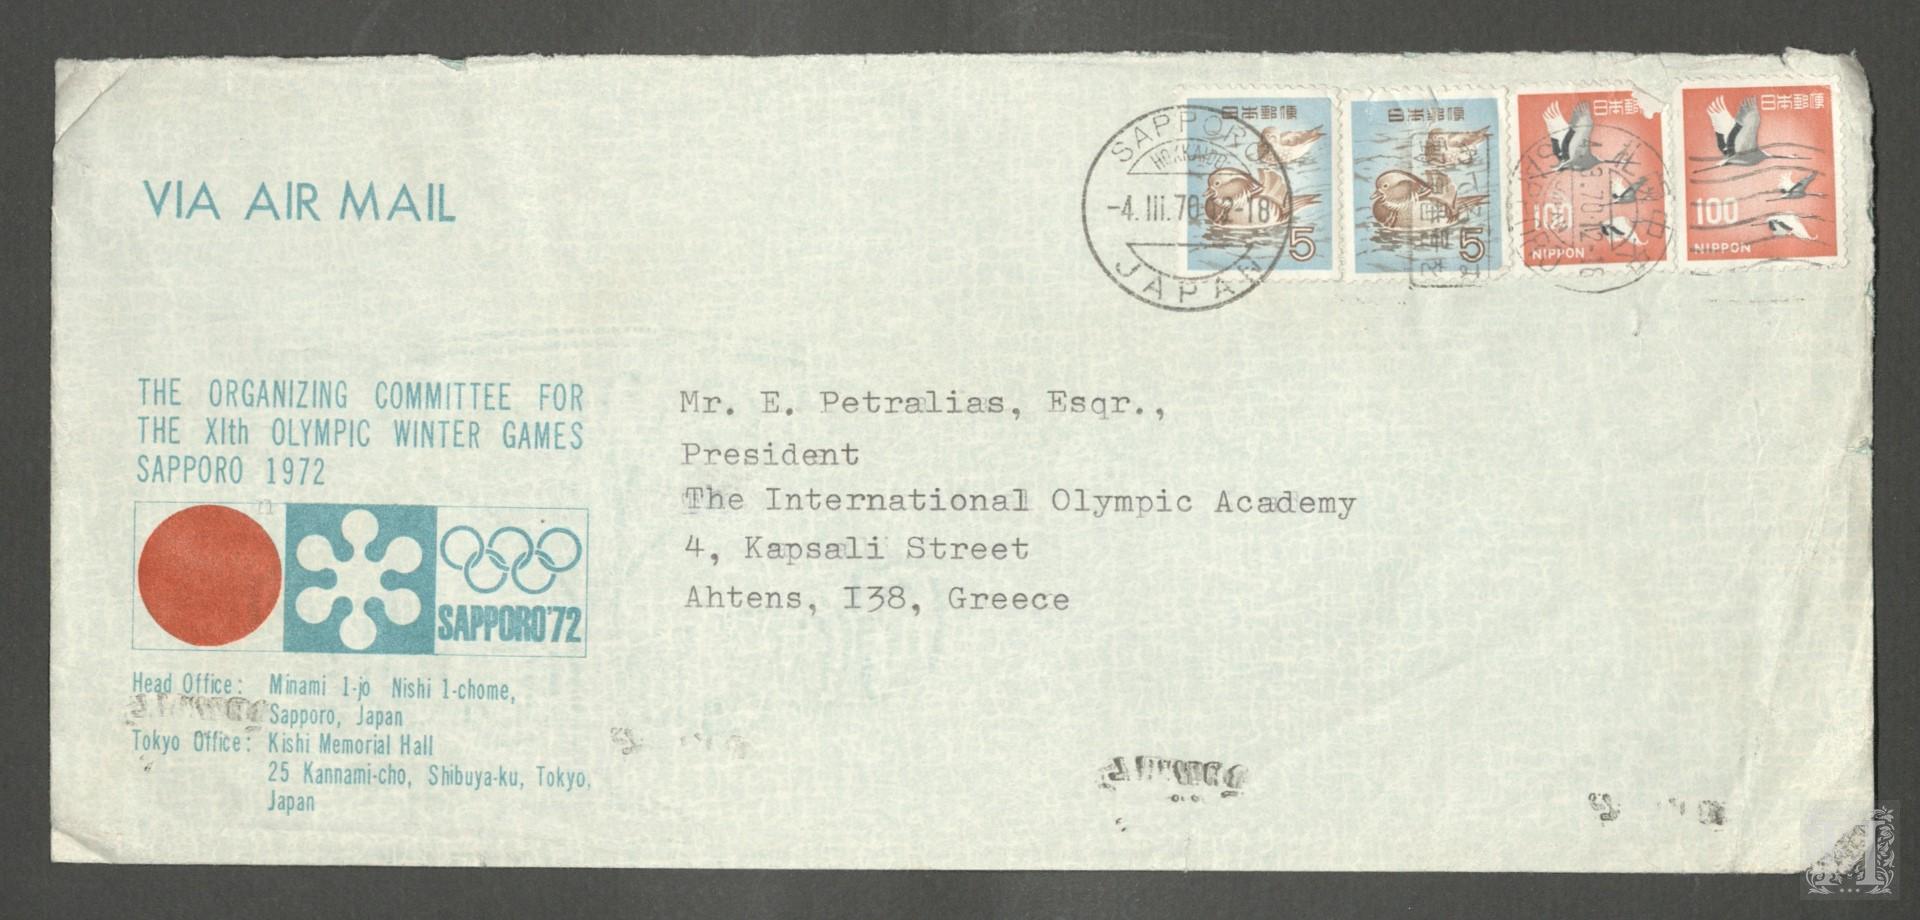 VIA AIR MAIL
SAPPORO
HOKKAIDO
-4.III.70.12-18
JAPAN
日本郵便
5
日本郵便
5
日本郵
100
NIPPON
日本郵便
100
NIPPON
THE ORGANIZING COMMITTEE FOR
THE XIth OLYMPIC WINTER GAMES
SAPPORO 1972
SAPPORO'72
Head Office: Minami 1-jo Nishi 1-chome,
Sapporo, Japan
Tokyo Office: Kishi Memorial Hall
25 Kannami-cho, Shibuya-ku, Tokyo,
Japan
Mr. E. Petralias, Esqr.,
President
The International Olympic Academy
4, Kapsali Street
Ahtens, I38, Greece